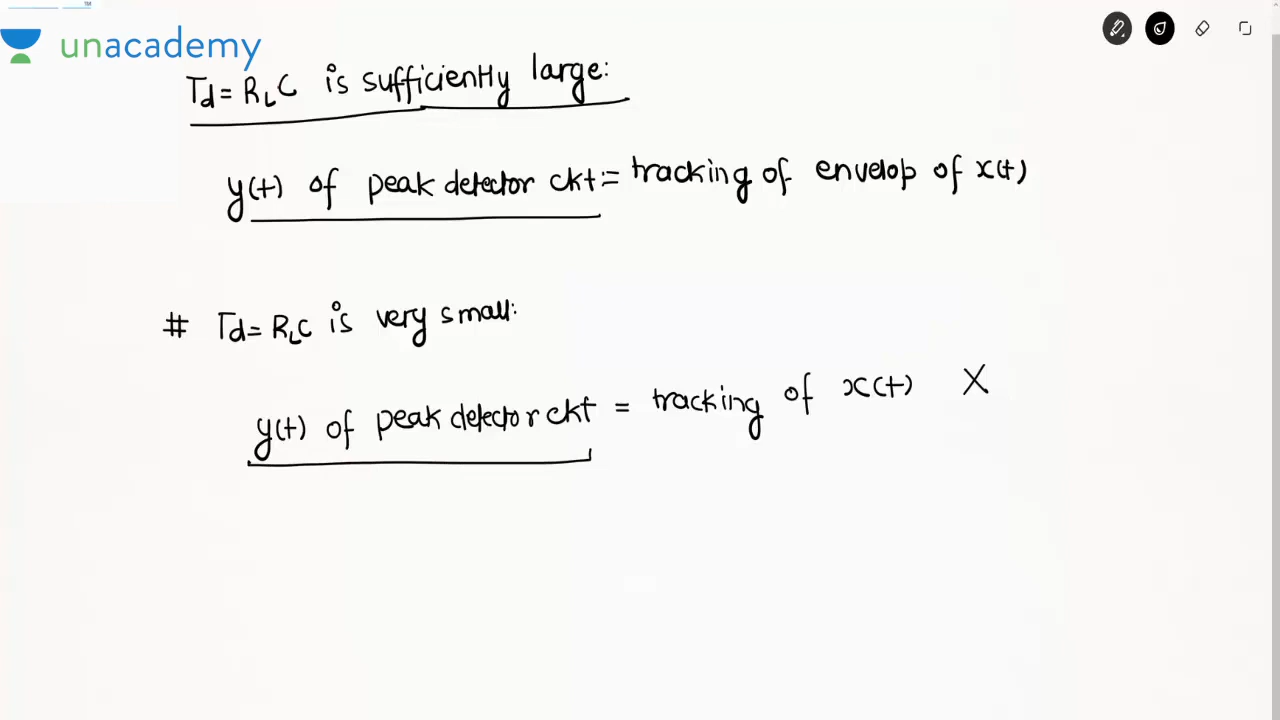 unacademy
Td = RLC is sufficiently large:
y(t) of peak detector ckt:= tracking of envelop of x(t)
# Td = RLC is very small:
y(t) of peak detector ckt = tracking of x(t) X